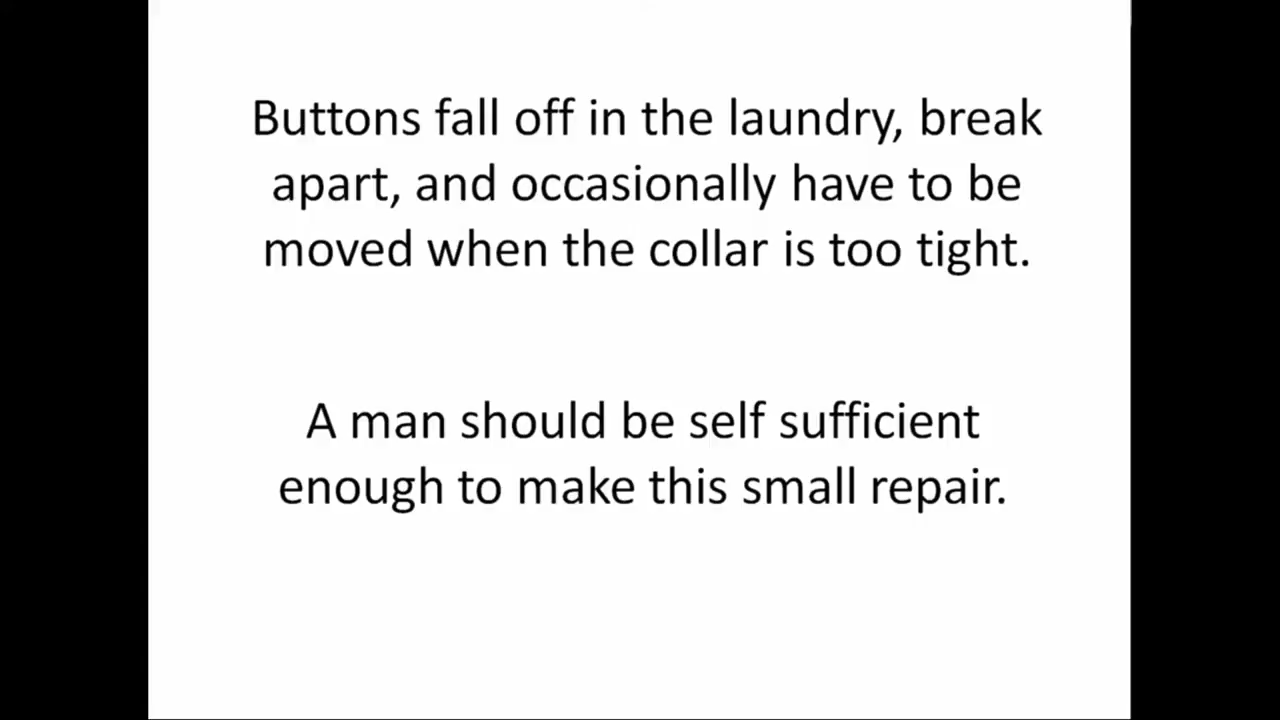 Buttons fall off in the laundry, break
apart, and occasionally have to be
moved when the collar is too tight.
A man should be self sufficient
enough to make this small repair.